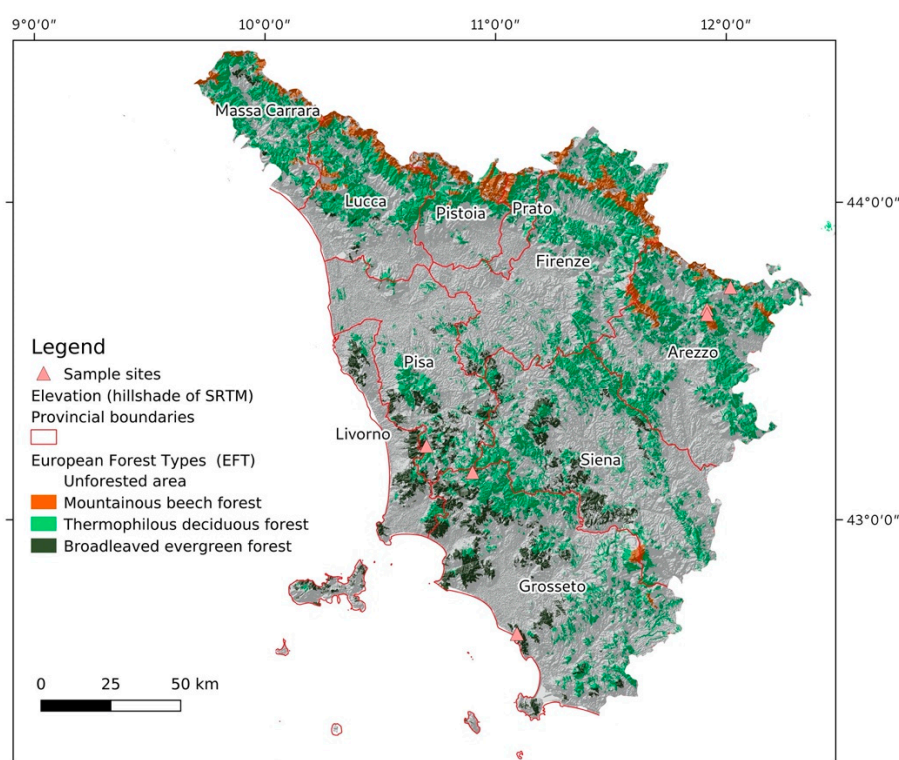 9°0′0″ 10°0′0″ 11°0′0″ 12°0′0″
Massa Carrara
44°0′0″
Lucca
Pistoia
Prato
Firenze
Arezzo
Pisa
Livorno
Siena
43°0′0″
Grosseto
Legend
Sample sites
Elevation (hillshade of SRTM)
Provincial boundaries
European Forest Types (EFT)
Unforested area
Mountainous beech forest
Thermophilous deciduous forest
Broadleaved evergreen forest
0 25 50 km